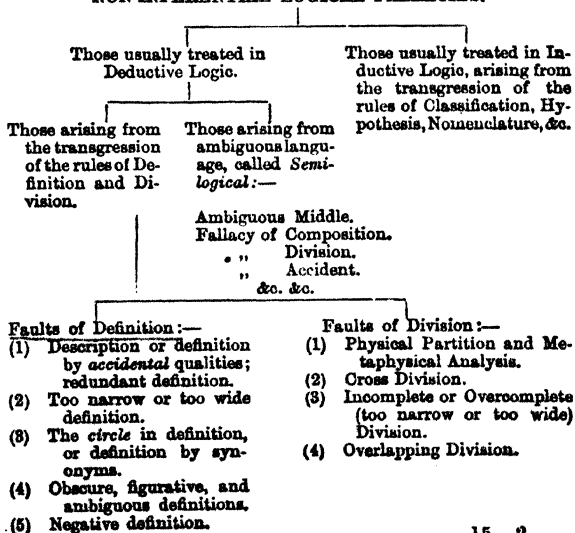 NON-INFERENTIAL LOGICAL FALLACIES.
Those usually treated in
Deductive Logic.
Those usually treated in In-
ductive Logic, arising from
the transgression of the
rules of Classification, Hy-
pothesis, Nomenclature, &c.
Those arising from
the transgression
of the rules of De-
finition and Di-
vision.
Those arising from
ambiguous langu-
age, called Semi-
logical:—
Ambiguous Middle.
Fallacy of Composition.
„ Division.
„ Accident.
&c. &c.
Faults of Definition:—
(1) Description or definition
by accidental qualities;
redundant definition.
(2) Too narrow or too wide
definition.
(3) The circle in definition,
or definition by syn-
onyms.
(4) Obscure, figurative, and
ambiguous definitions.
(5) Negative definition.
Faults of Division:—
(1) Physical Partition and Me-
taphysical Analysis.
(2) Cross Division.
(3) Incomplete or Overcomplete
(too narrow or too wide)
Division.
(4) Overlapping Division.
15 2